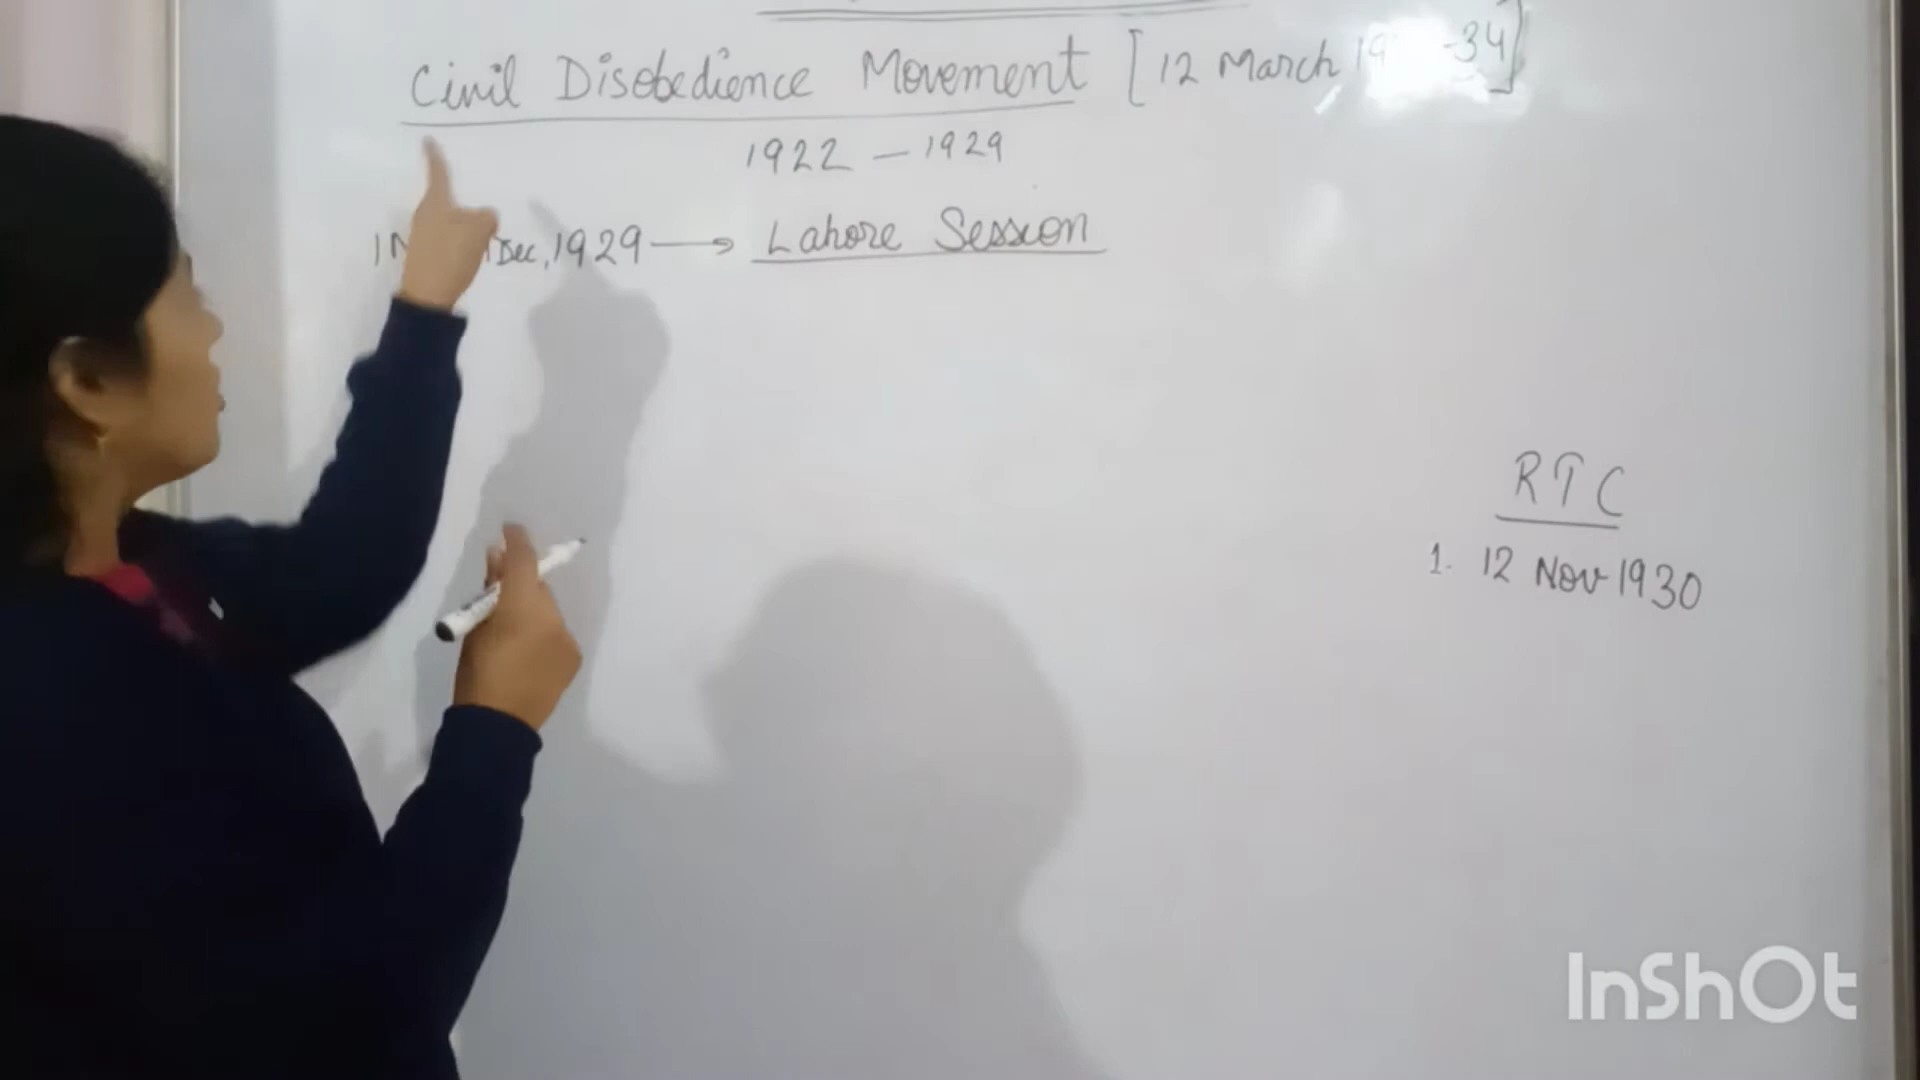 Civil Disobedience Movement [12 March, 19 -34]
1922 – 1929
Dec, 1929 → Lahore Session
RTC
1. 12 Nov 1930
InShOt